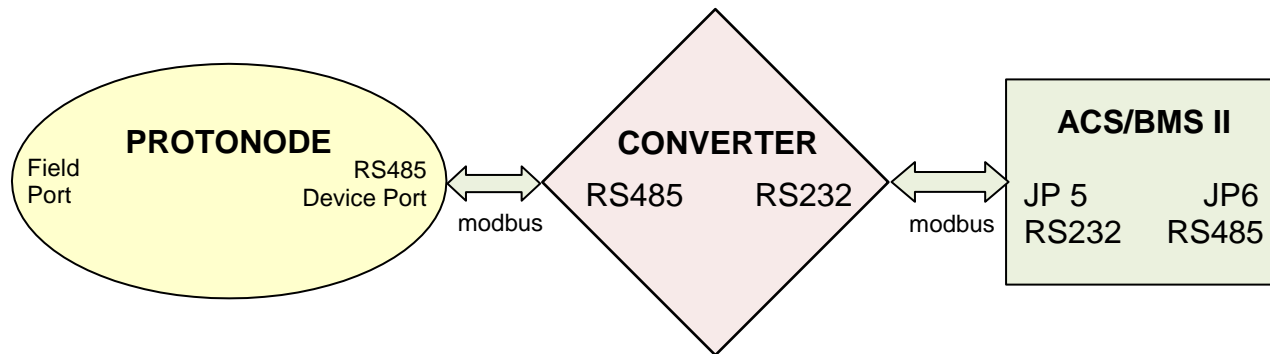 PROTONODE
Field
Port
RS485
Device Port
modbus
CONVERTER
RS485 RS232
modbus
ACS/BMS II
JP 5 JP6
RS232 RS485